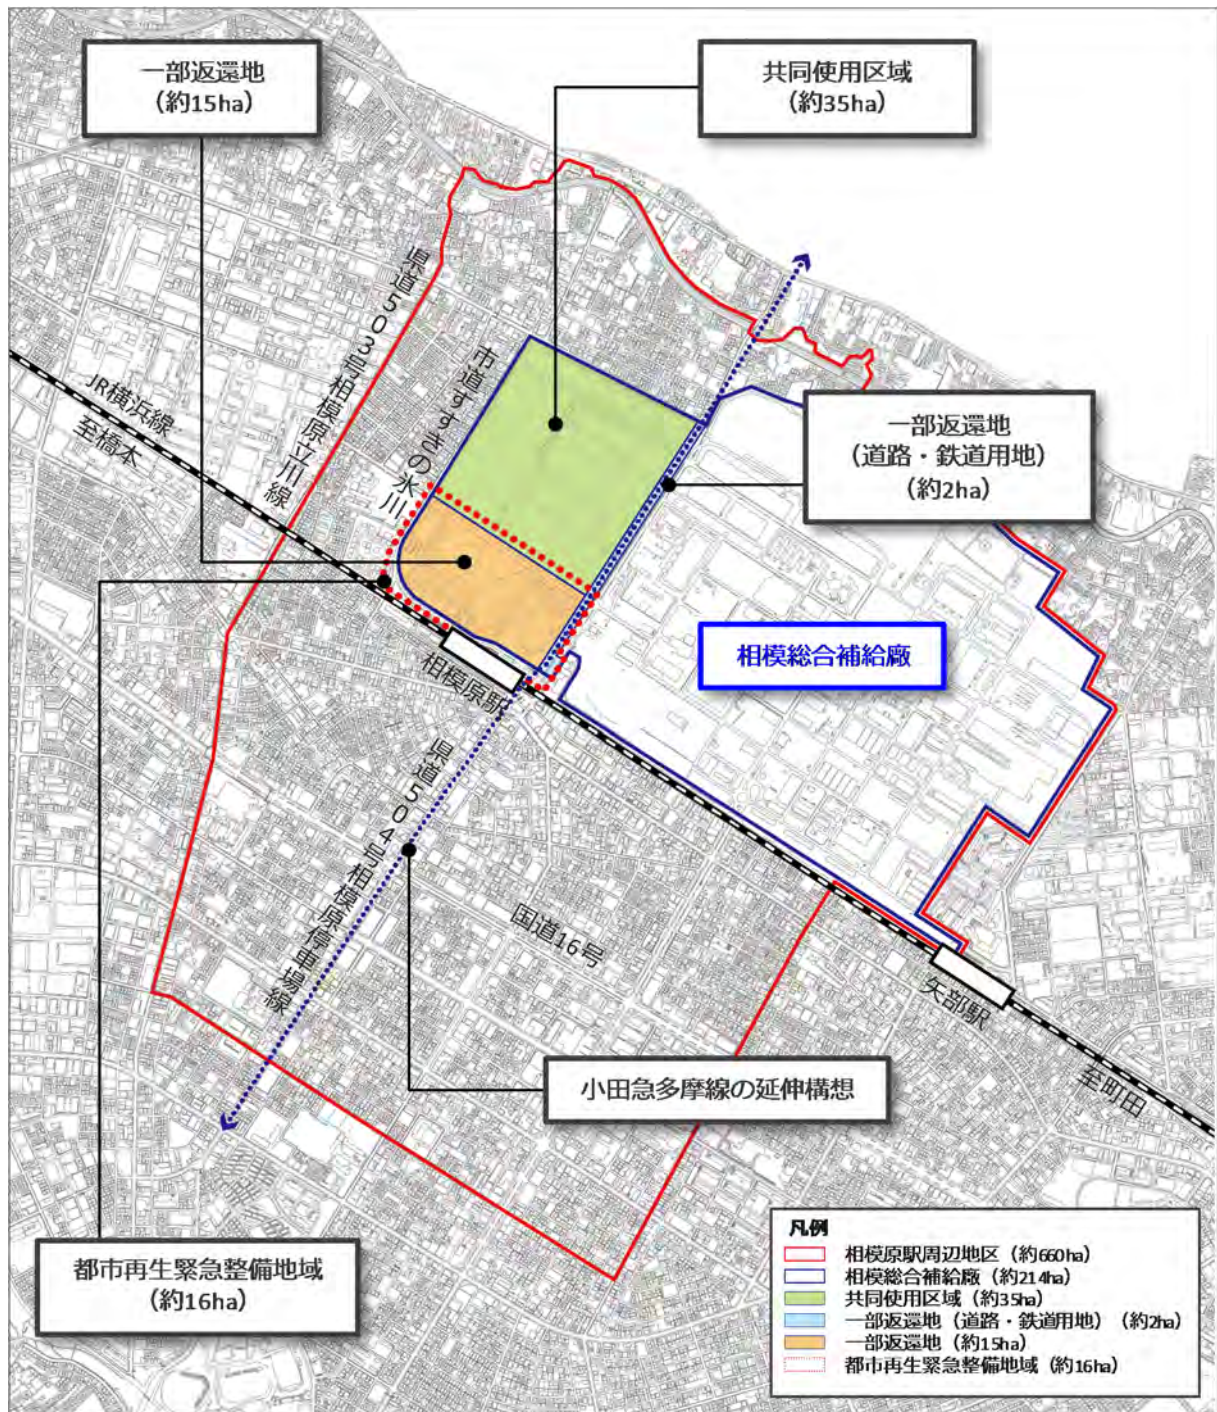 一部返還地
(約15ha)
共同使用区域
(約35ha)
県道503号相模原立川線
市道すすきの氷川
JR横浜線
至橋本
一部返還地
(道路・鉄道用地)
(約2ha)
相模総合補給廠
相模原駅
県道504号相模原停車場線
国道16号
矢部駅
至町田
小田急多摩線の延伸構想
都市再生緊急整備地域
(約16ha)
凡例
相模原駅周辺地区(約660ha)
相模総合補給廠(約214ha)
共同使用区域(約35ha)
一部返還地(道路・鉄道用地)(約2ha)
一部返還地(約15ha)
都市再生緊急整備地域(約16ha)